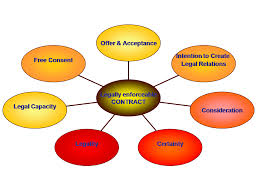 Offer & Acceptance
Free Consent
Intention to Create
Legal Relations
Legal Capacity
Legally enforceable
CONTRACT
Consideration
Legality
Certainty